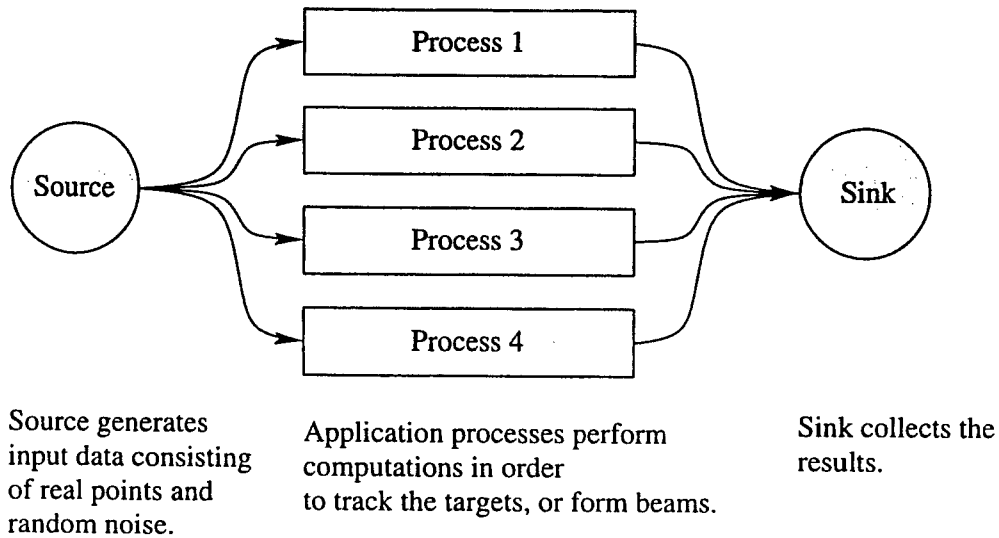 Process 1
Process 2
Source
Sink
Process 3
Process 4
Source generates
input data consisting
of real points and
random noise.
Application processes perform
computations in order
to track the targets, or form beams.
Sink collects the
results.